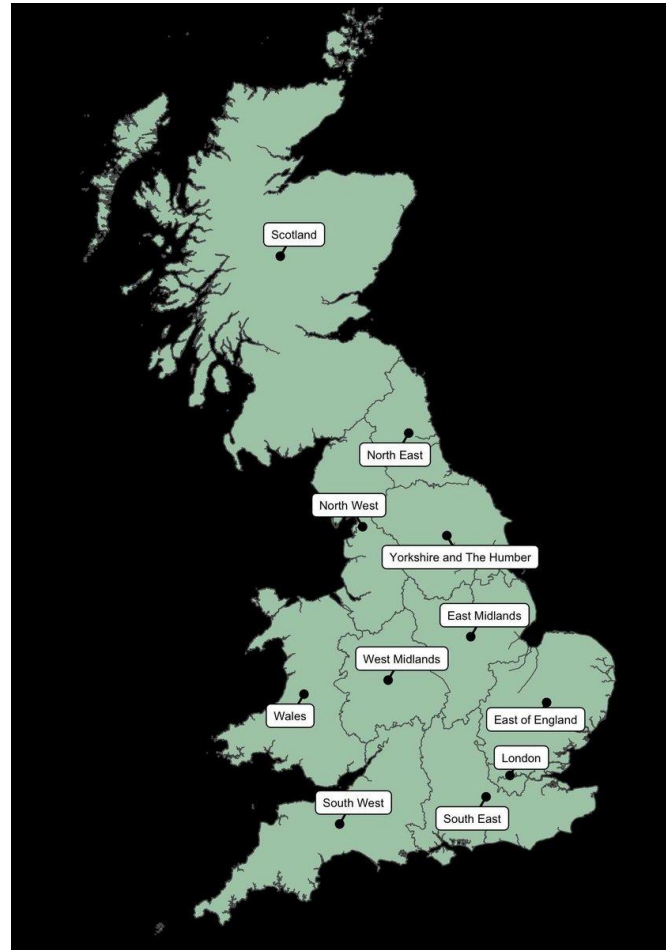 Scotland
North East
North West
Yorkshire and The Humber
East Midlands
West Midlands
Wales
East of England
London
South West
South East